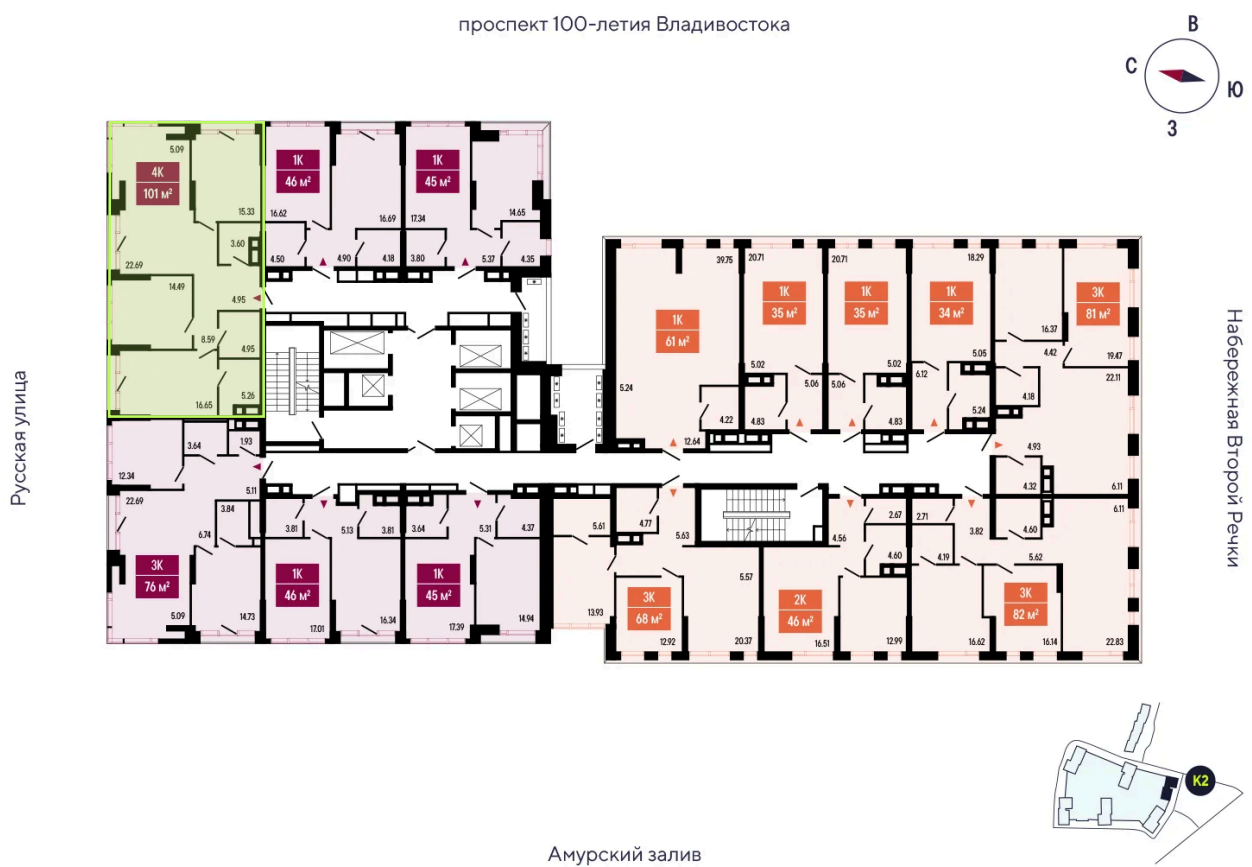 проспект 100-летия Владивостока
В
С
Ю
З
Русская улица
Набережная Второй Речки
4К
101 м²
5.09
15.33
3.60
22.69
14.49
4.95
8.59
4.95
16.65
5.26
1К
46 м²
16.62
16.69
4.50
4.90
4.18
1К
45 м²
17.34
14.65
3.80
5.37
4.35
39.75
1К
61 м²
5.24
4.22
12.64
20.71
1К
35 м²
5.02
5.06
4.83
20.71
1К
35 м²
5.02
5.06
4.83
18.29
1К
34 м²
5.05
6.12
5.24
3К
81 м²
16.37
19.47
4.42
22.11
4.18
4.93
4.32
6.11
3.64
1.93
12.34
5.11
22.69
3.84
6.74
3К
76 м²
5.09
14.73
3.81
5.13
3.81
1К
46 м²
17.01
16.34
3.64
5.31
4.37
1К
45 м²
17.39
14.94
5.61
4.77
5.63
5.57
13.93
3К
68 м²
12.92
20.37
2.67
4.56
4.60
2К
46 м²
16.51
12.99
2.71
3.82
4.60
6.11
4.19
5.62
3К
82 м²
16.62
16.14
22.83
К2
Амурский залив